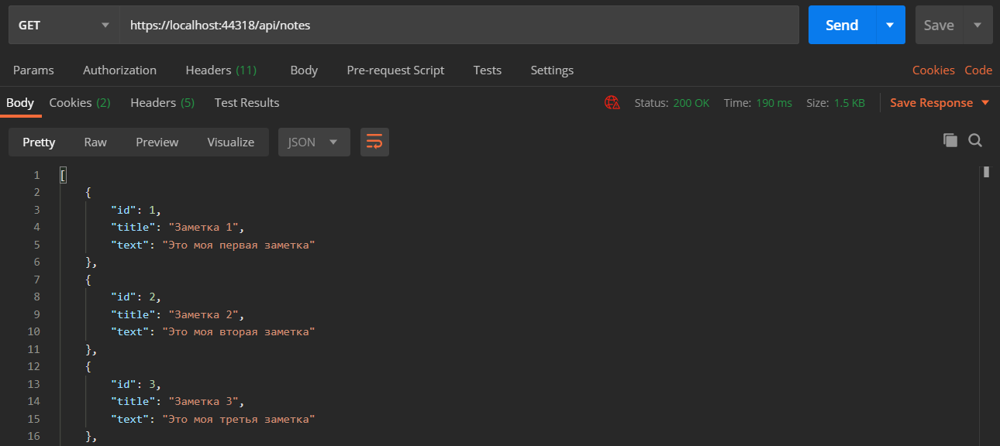 GET https://localhost:44318/api/notes Send Save
Params Authorization Headers (11) Body Pre-request Script Tests Settings Cookies Code
Body Cookies (2) Headers (5) Test Results Status: 200 OK Time: 190 ms Size: 1.5 KB Save Response
Pretty Raw Preview Visualize JSON
1 [
2 {
3 "id": 1,
4 "title": "Заметка 1",
5 "text": "Это моя первая заметка"
6 },
7 {
8 "id": 2,
9 "title": "Заметка 2",
10 "text": "Это моя вторая заметка"
11 },
12 {
13 "id": 3,
14 "title": "Заметка 3",
15 "text": "Это моя третья заметка"
16 },